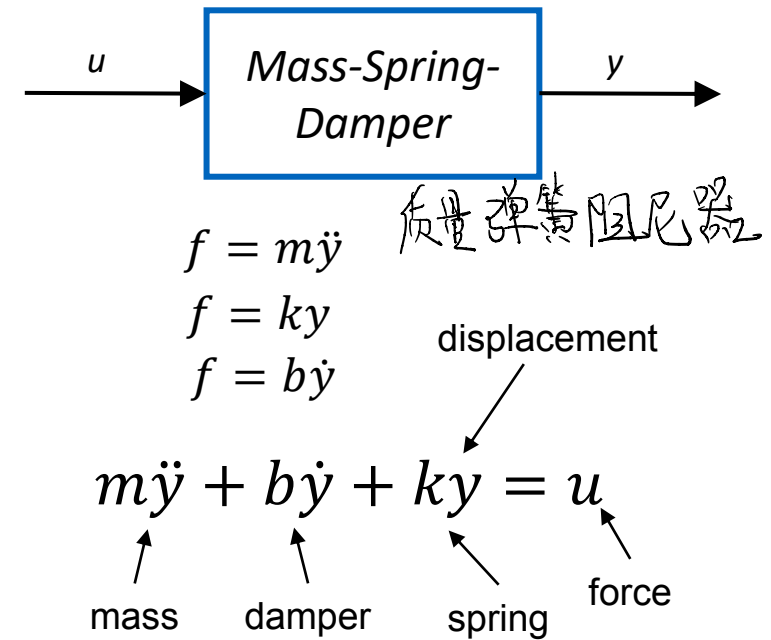 u
Mass-Spring-
Damper
y
质量弹簧阻尼器
f = mÿ
f = ky
f = bẏ
displacement
mÿ + bẏ + ky = u
mass damper spring force